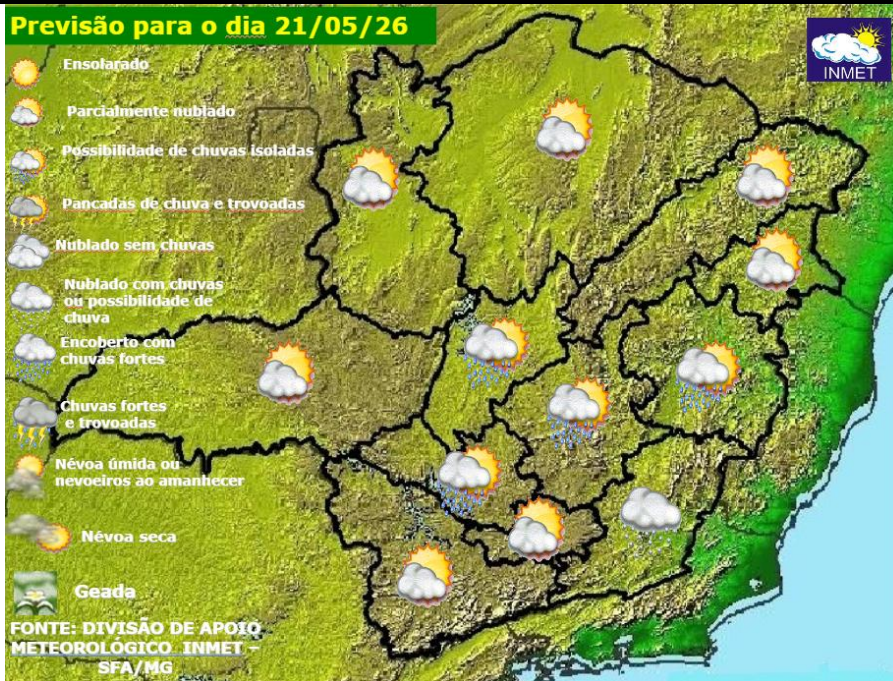 Previsão para o dia 21/05/26
INMET
Ensolarado
Parcialmente nublado
Possibilidade de chuvas isoladas
Pancadas de chuva e trovoadas
Nublado sem chuvas
Nublado com chuvas
ou possibilidade de
chuva
Encoberto com
chuvas fortes
Chuvas fortes
e trovoadas
Névoa úmida ou
nevoeiros ao amanhecer
Névoa seca
Geada
FONTE: DIVISÃO DE APOIO
METEOROLÓGICO INMET –
SFA/MG